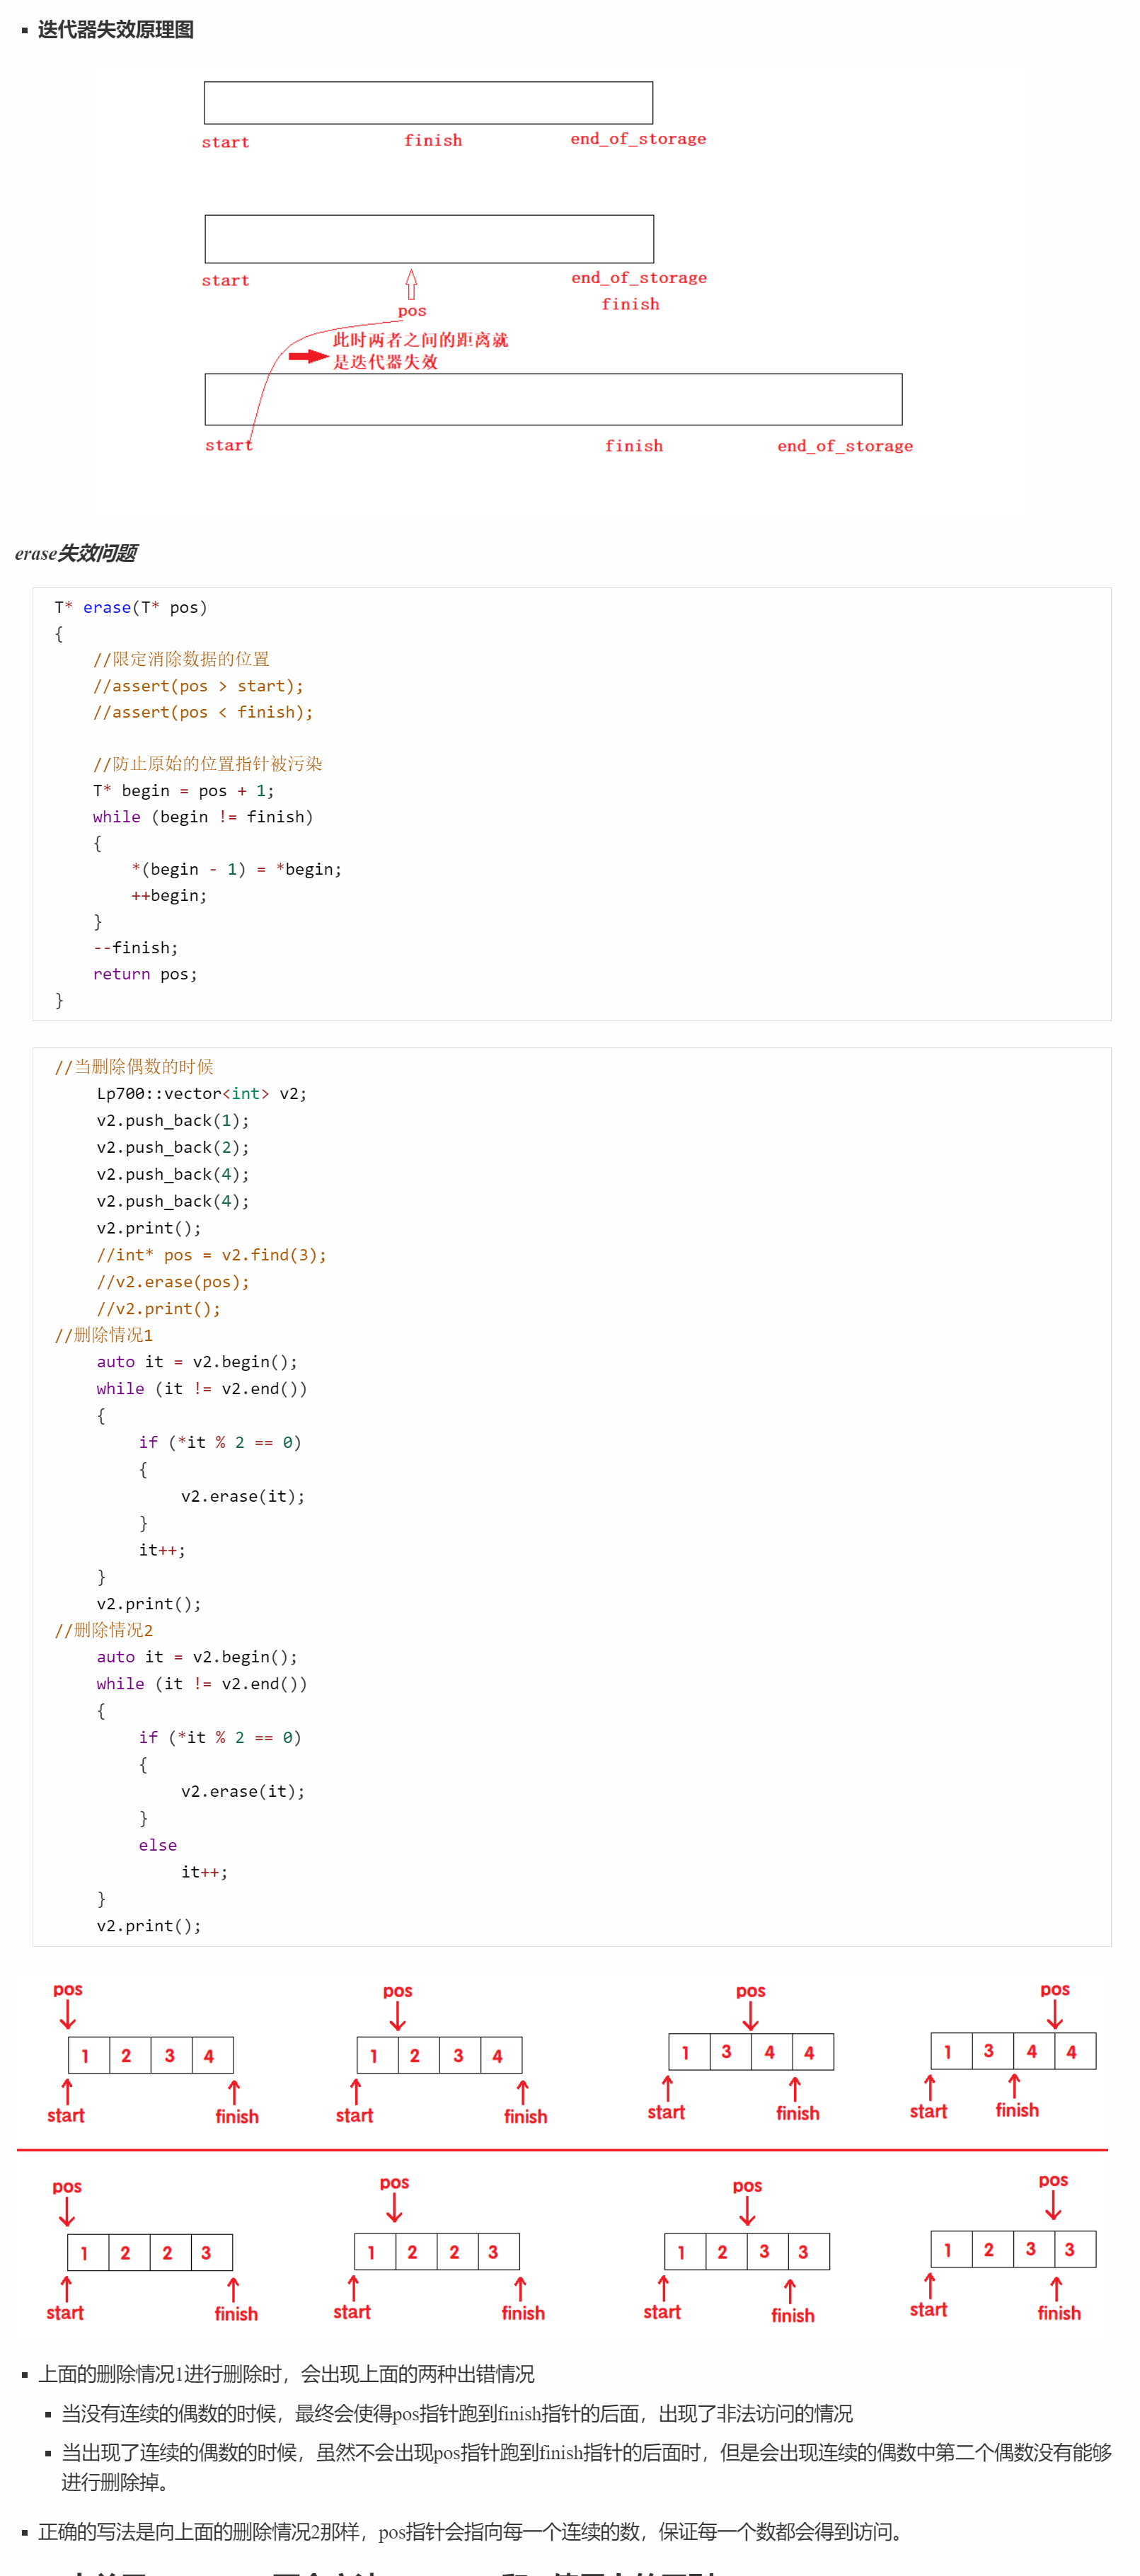 迭代器失效原理图
start finish end_of_storage
start end_of_storage
pos finish
此时两者之间的距离就
是迭代器失效
start finish end_of_storage
erase失效问题
T* erase(T* pos)
{
//限定消除数据的位置
//assert(pos > start);
//assert(pos < finish);
//防止原始的位置指针被污染
T* begin = pos + 1;
while (begin != finish)
{
*(begin - 1) = *begin;
++begin;
}
--finish;
return pos;
}
//当删除偶数的时候
Lp700::vector<int> v2;
v2.push_back(1);
v2.push_back(2);
v2.push_back(4);
v2.push_back(4);
v2.print();
//int* pos = v2.find(3);
//v2.erase(pos);
//v2.print();
//删除情况1
auto it = v2.begin();
while (it != v2.end())
{
if (*it % 2 == 0)
{
v2.erase(it);
}
it++;
}
v2.print();
//删除情况2
auto it = v2.begin();
while (it != v2.end())
{
if (*it % 2 == 0)
{
v2.erase(it);
}
else
it++;
}
v2.print();
pos pos pos pos
1 2 3 4 1 2 3 4 1 3 4 4 1 3 4 4
start finish start finish start finish start finish
pos pos pos pos
1 2 2 3 1 2 2 3 1 2 3 3 1 2 3 3
start finish start finish start finish start finish
上面的删除情况1进行删除时，会出现上面的两种出错情况
当没有连续的偶数的时候，最终会使得pos指针跑到finish指针的后面，出现了非法访问的情况
当出现了连续的偶数的时候，虽然不会出现pos指针跑到finish指针的后面时，但是会出现连续的偶数中第二个偶数没有能够
进行删除掉。
正确的写法是向上面的删除情况2那样，pos指针会指向每一个连续的数，保证每一个数都会得到访问。